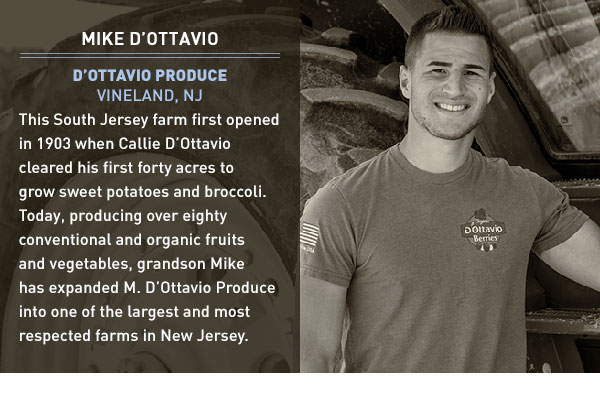 MIKE D'OTTAVIO
D'OTTAVIO PRODUCE
VINELAND, NJ
This South Jersey farm first opened
in 1903 when Callie D'Ottavio
cleared his first forty acres to
grow sweet potatoes and broccoli.
Today, producing over eighty
conventional and organic fruits
and vegetables, grandson Mike
has expanded M. D'Ottavio Produce
into one of the largest and most
respected farms in New Jersey.
Organic
D'Ottavio
Berries
USA